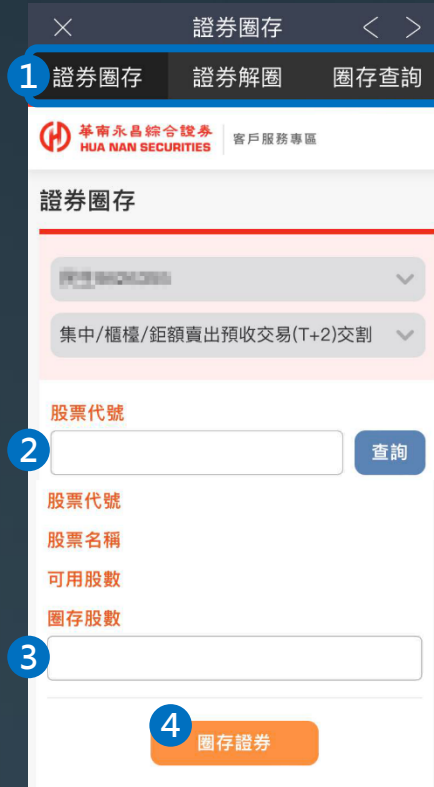 證券圈存
1 證券圈存 證券解圈 圈存查詢
華南永昌綜合證券 客戶服務專區
HUA NAN SECURITIES
證券圈存
集中/櫃檯/鉅額賣出預收交易(T+2)交割
股票代號
2 查詢
股票代號
股票名稱
可用股數
圈存股數
3
4 圈存證券